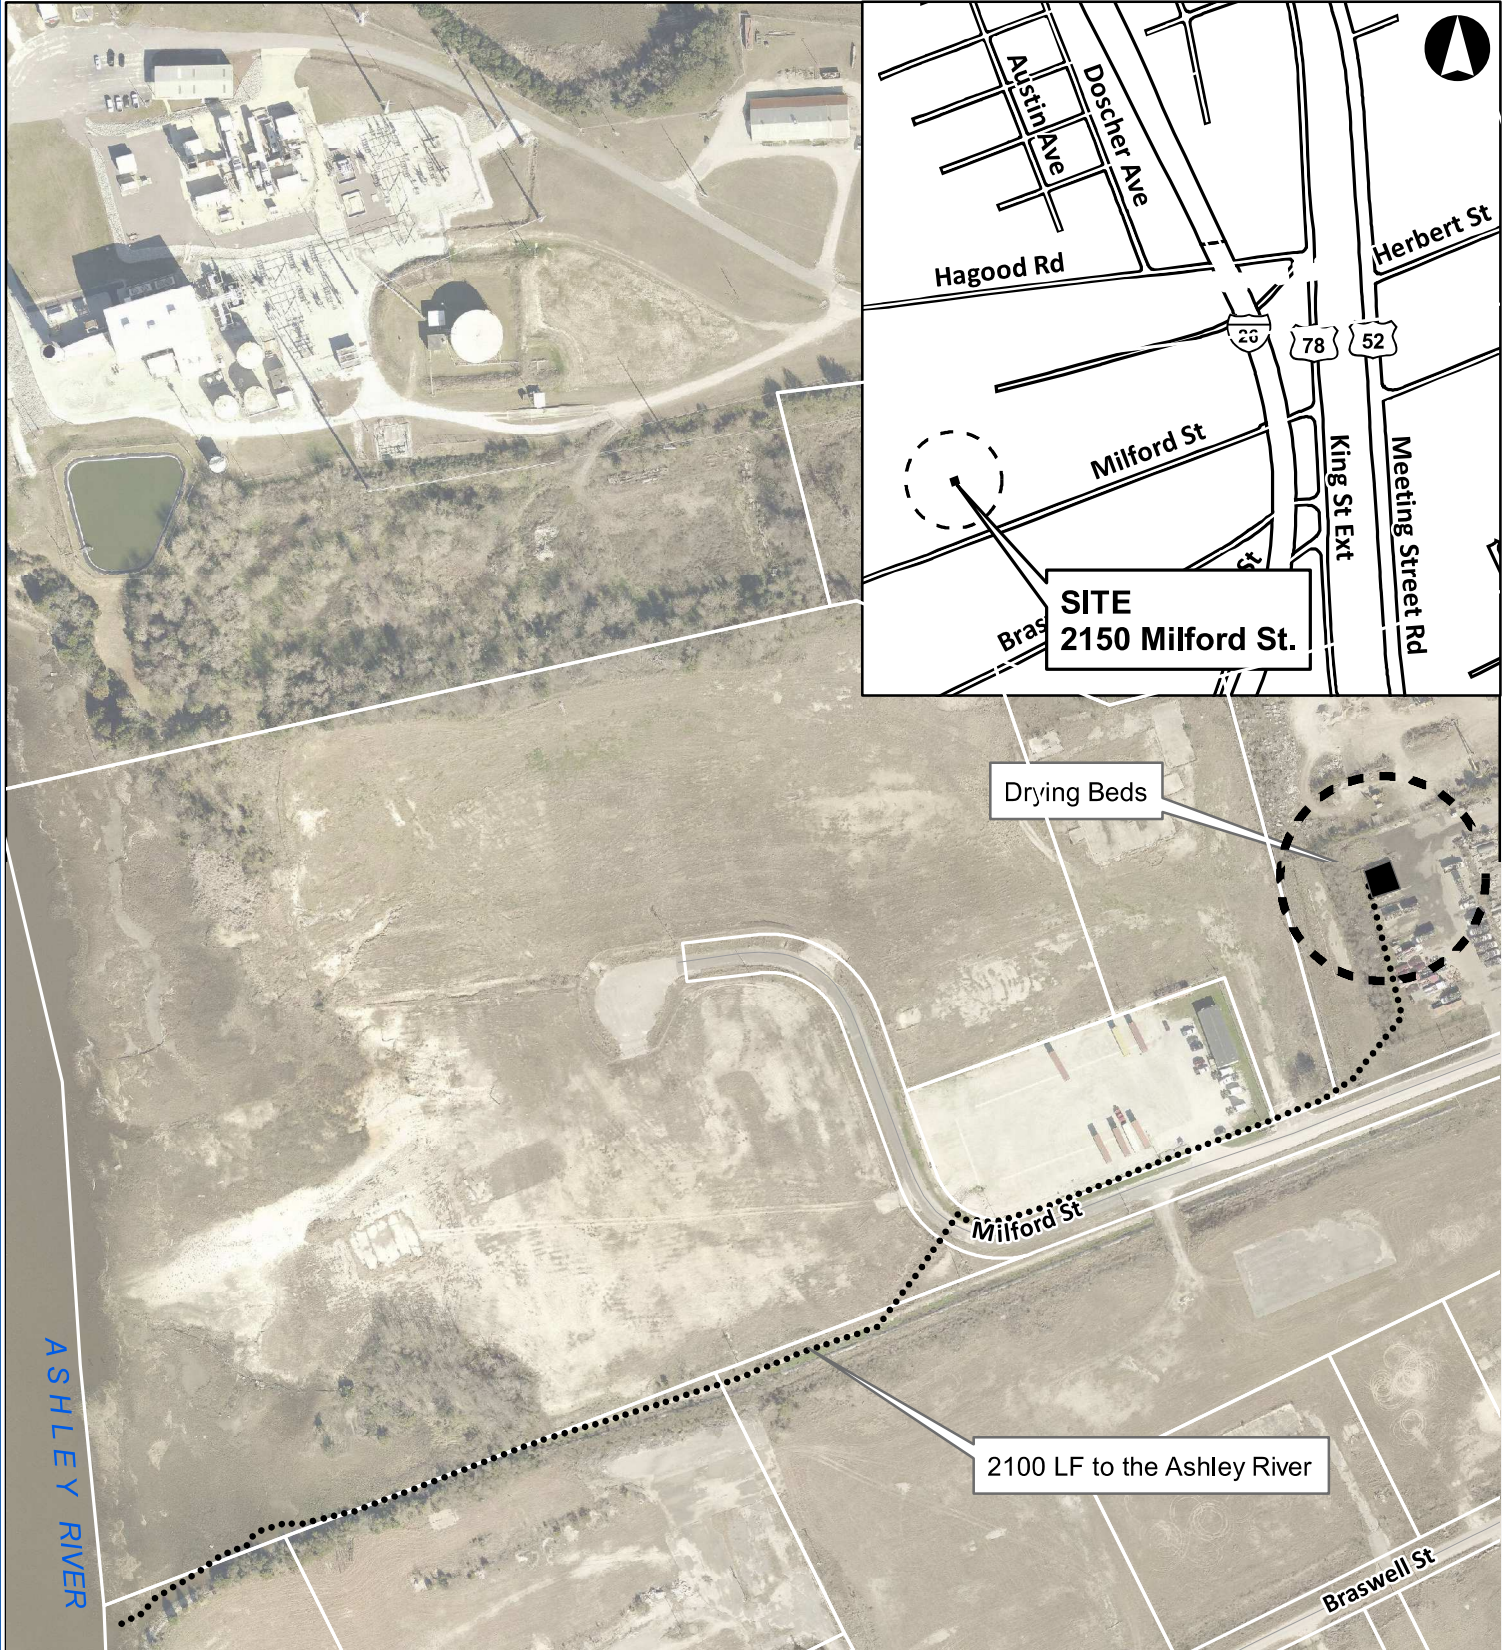 Austin Ave
Doscher Ave
Hagood Rd
Herbert St
26
78
52
Milford St
King St Ext
Meeting Street Rd
St
SITE
2150 Milford St.
Bras
Drying Beds
Milford St
2100 LF to the Ashley River
ASHLEY RIVER
Braswell St